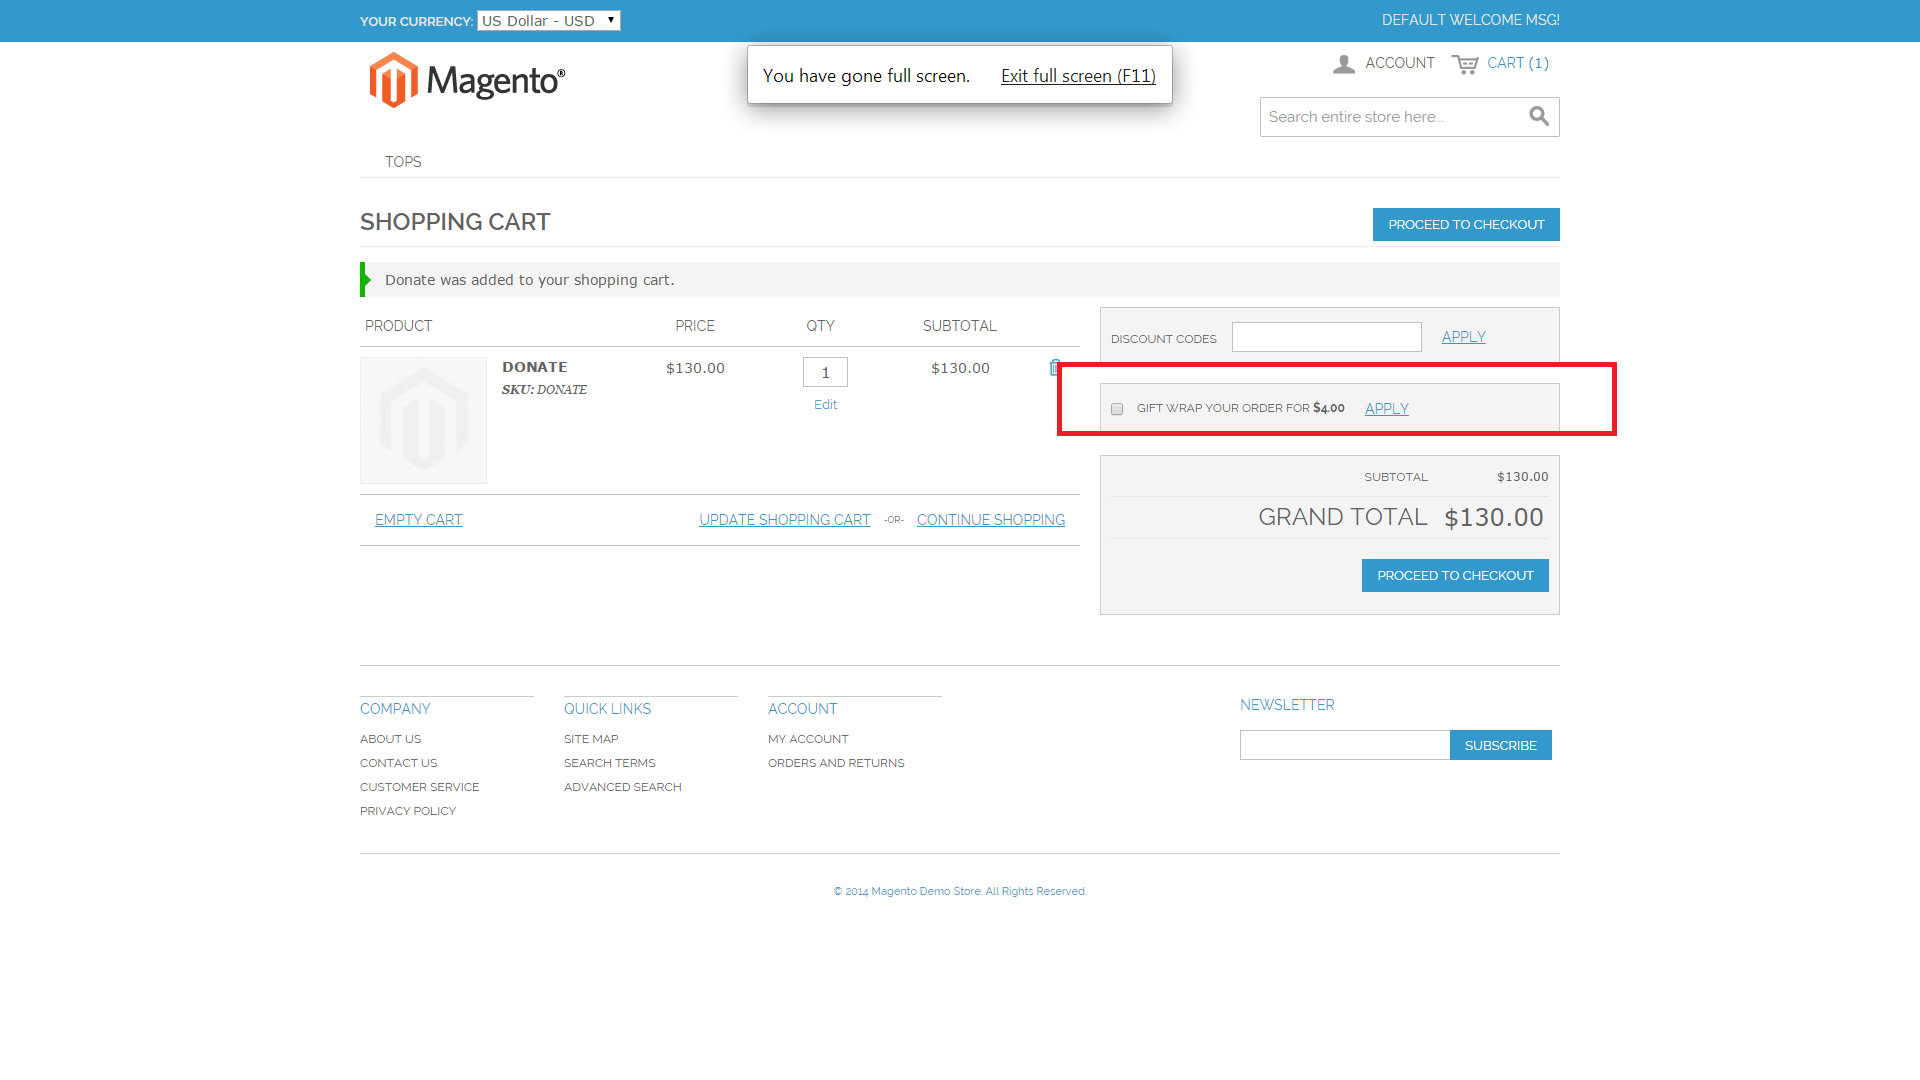 YOUR CURRENCY: US Dollar - USD
DEFAULT WELCOME MSG!
Magento®
You have gone full screen. Exit full screen (F11)
ACCOUNT CART (1)
Search entire store here...
TOPS
SHOPPING CART
PROCEED TO CHECKOUT
Donate was added to your shopping cart.
PRODUCT PRICE QTY SUBTOTAL
DONATE $130.00 1 $130.00
SKU: DONATE
Edit
EMPTY CART UPDATE SHOPPING CART -OR- CONTINUE SHOPPING
DISCOUNT CODES APPLY
GIFT WRAP YOUR ORDER FOR $4.00 APPLY
SUBTOTAL $130.00
GRAND TOTAL $130.00
PROCEED TO CHECKOUT
COMPANY
ABOUT US
CONTACT US
CUSTOMER SERVICE
PRIVACY POLICY
QUICK LINKS
SITE MAP
SEARCH TERMS
ADVANCED SEARCH
ACCOUNT
MY ACCOUNT
ORDERS AND RETURNS
NEWSLETTER
SUBSCRIBE
© 2014 Magento Demo Store. All Rights Reserved.